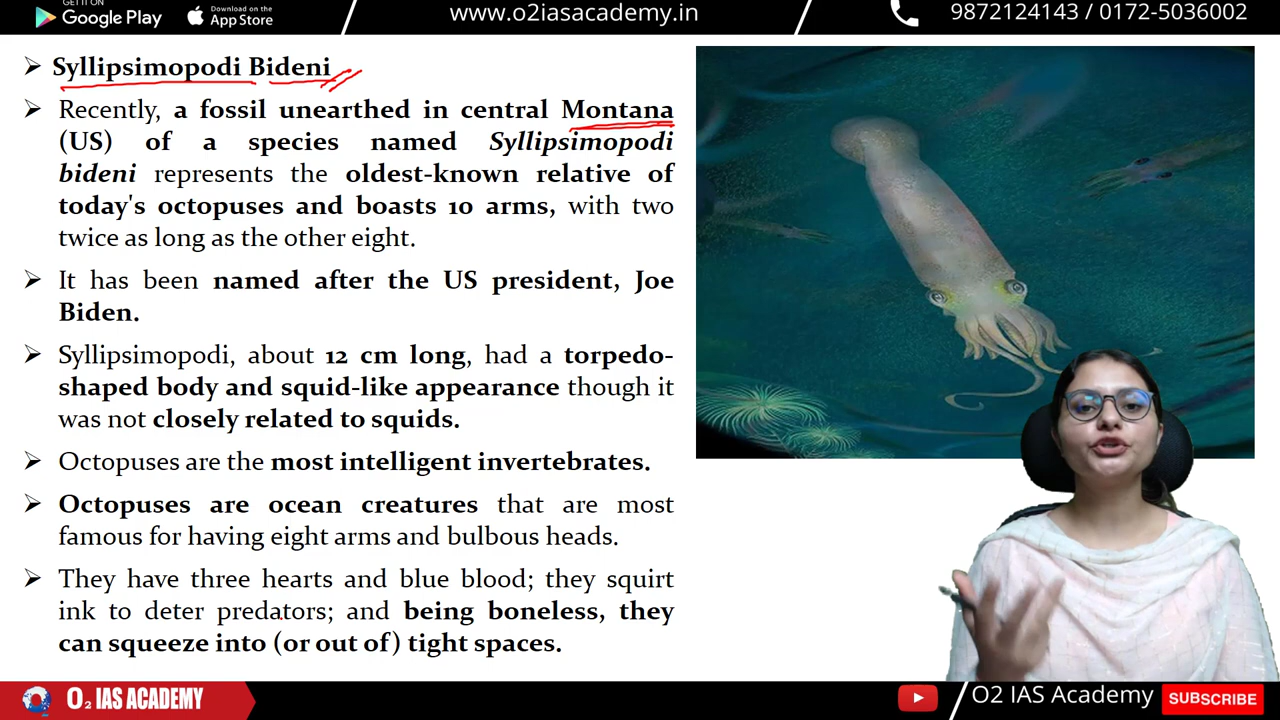 GET IT ON
Google Play
Download on the
App Store
www.o2iasacademy.in
9872124143 / 0172-5036002
➢ Syllipsimopodi Bideni
➢ Recently, a fossil unearthed in central Montana
(US) of a species named Syllipsimopodi
bideni represents the oldest-known relative of
today's octopuses and boasts 10 arms, with two
twice as long as the other eight.
➢ It has been named after the US president, Joe
Biden.
➢ Syllipsimopodi, about 12 cm long, had a torpedo-
shaped body and squid-like appearance though it
was not closely related to squids.
➢ Octopuses are the most intelligent invertebrates.
➢ Octopuses are ocean creatures that are most
famous for having eight arms and bulbous heads.
➢ They have three hearts and blue blood; they squirt
ink to deter predators; and being boneless, they
can squeeze into (or out of) tight spaces.
O₂ IAS ACADEMY
O2 IAS Academy
SUBSCRIBE